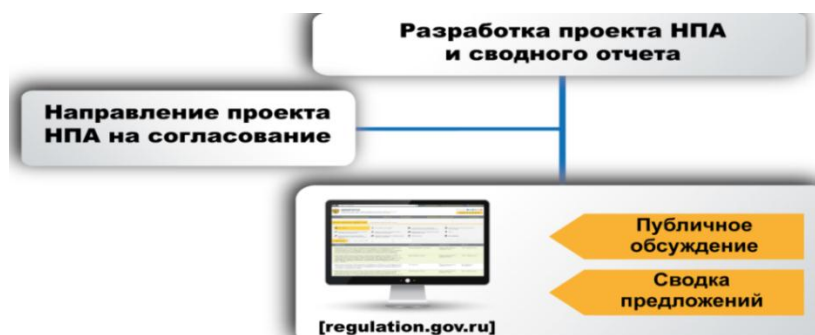 Разработка проекта НПА
и сводного отчета
Направление проекта
НПА на согласование
Публичное
обсуждение
Сводка
предложений
[regulation.gov.ru]